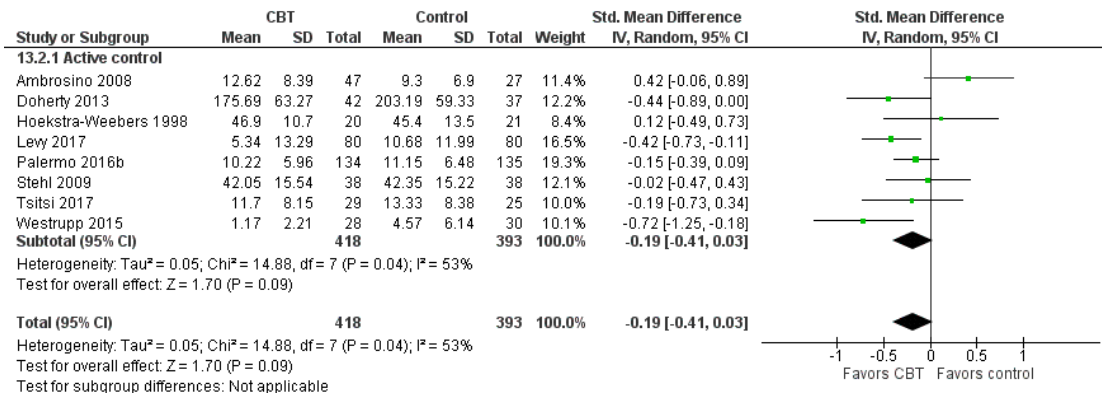 CBT Control Std. Mean Difference Std. Mean Difference
Study or Subgroup Mean SD Total Mean SD Total Weight IV, Random, 95% CI IV, Random, 95% CI
13.2.1 Active control
Ambrosino 2008 12.62 8.39 47 9.3 6.9 27 11.4% 0.42 [-0.06, 0.89]
Doherty 2013 175.69 63.27 42 203.19 59.33 37 12.2% -0.44 [-0.89, 0.00]
Hoekstra-Weebers 1998 46.9 10.7 20 45.4 13.5 21 8.4% 0.12 [-0.49, 0.73]
Levy 2017 5.34 13.29 80 10.68 11.99 80 16.5% -0.42 [-0.73, -0.11]
Palermo 2016b 10.22 5.96 134 11.15 6.48 135 19.3% -0.15 [-0.39, 0.09]
Stehl 2009 42.05 15.54 38 42.35 15.22 38 12.1% -0.02 [-0.47, 0.43]
Tsitsi 2017 11.7 8.15 29 13.33 8.38 25 10.0% -0.19 [-0.73, 0.34]
Westrupp 2015 1.17 2.21 28 4.57 6.14 30 10.1% -0.72 [-1.25, -0.18]
Subtotal (95% CI) 418 393 100.0% -0.19 [-0.41, 0.03]
Heterogeneity: Tau² = 0.05; Chi² = 14.88, df = 7 (P = 0.04); I² = 53%
Test for overall effect: Z = 1.70 (P = 0.09)
Total (95% CI) 418 393 100.0% -0.19 [-0.41, 0.03]
Heterogeneity: Tau² = 0.05; Chi² = 14.88, df = 7 (P = 0.04); I² = 53%
Test for overall effect: Z = 1.70 (P = 0.09)
Test for subgroup differences: Not applicable
-1 -0.5 0 0.5 1
Favors CBT Favors control